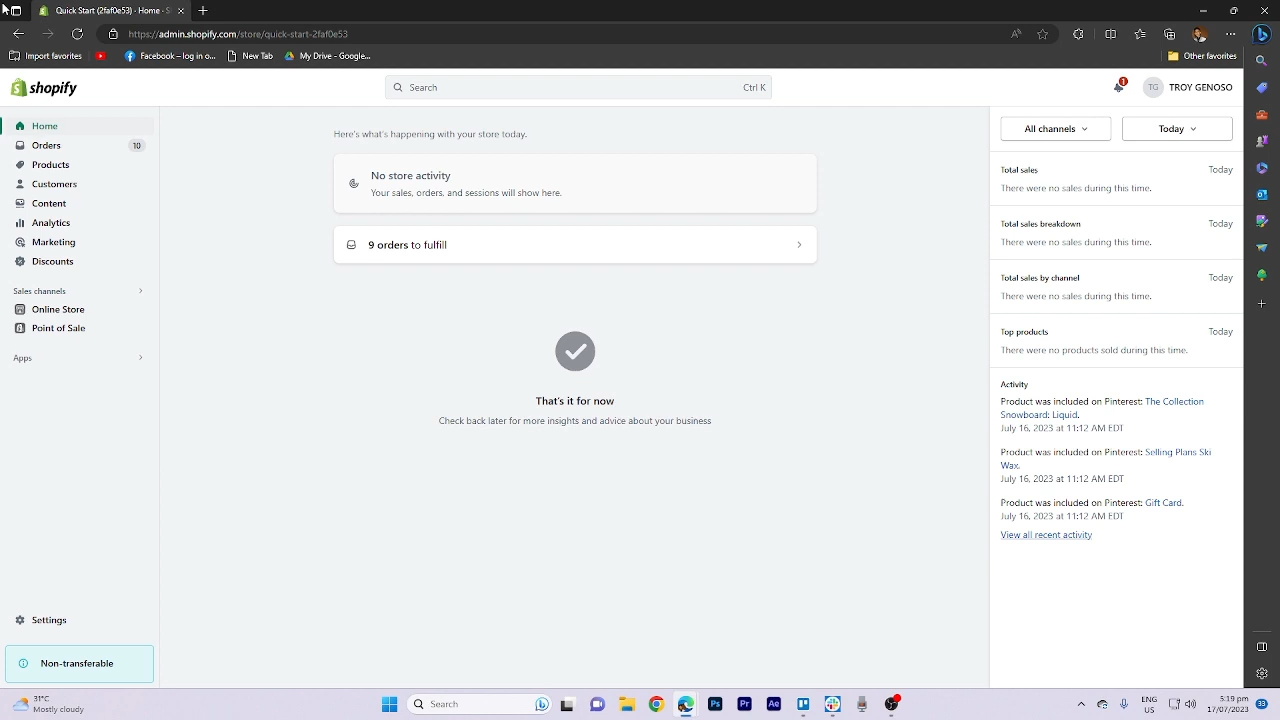 Quick Start (2faf0e53) - Home - S
https://admin.shopify.com/store/quick-start-2faf0e53
Import favorites
Facebook – log in o...
New Tab
My Drive - Google...
Other favorites
shopify
Search
Ctrl K
1
TG
TROY GENOSO
Home
Orders
10
Products
Customers
Content
Analytics
Marketing
Discounts
Sales channels
Online Store
Point of Sale
Apps
Settings
Non-transferable
Here's what's happening with your store today.
No store activity
Your sales, orders, and sessions will show here.
9 orders to fulfill
That's it for now
Check back later for more insights and advice about your business
All channels
Today
Total sales
Today
There were no sales during this time.
Total sales breakdown
Today
There were no sales during this time.
Total sales by channel
Today
There were no sales during this time.
Top products
Today
There were no products sold during this time.
Activity
Product was included on Pinterest: The Collection
Snowboard: Liquid.
July 16, 2023 at 11:12 AM EDT
Product was included on Pinterest: Selling Plans Ski
Wax.
July 16, 2023 at 11:12 AM EDT
Product was included on Pinterest: Gift Card.
July 16, 2023 at 11:12 AM EDT
View all recent activity
31°C
Mostly cloudy
Search
Ps
Pr
Ae
ENG
US
5:19 pm
17/07/2023
33